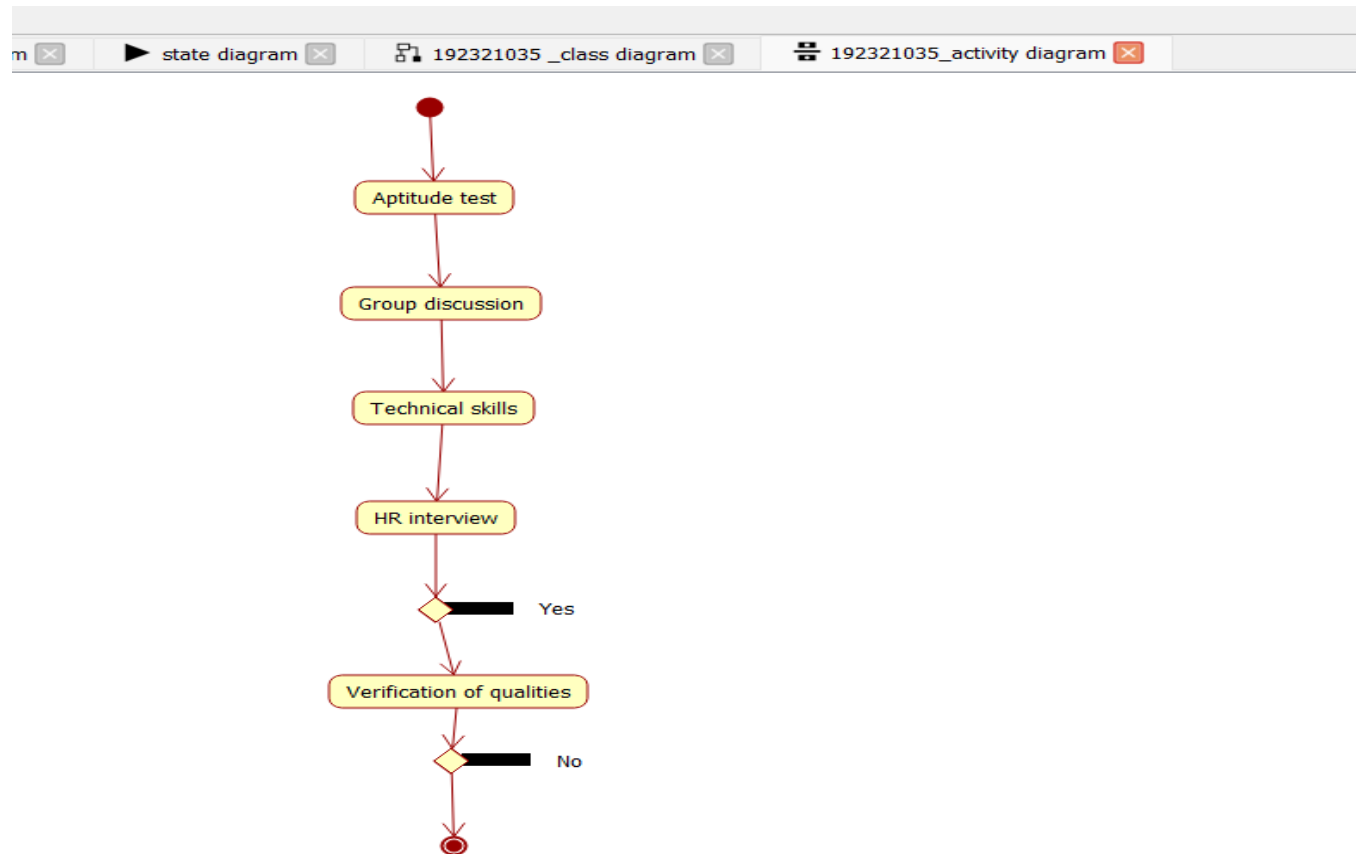 m state diagram 192321035 _class diagram 192321035_activity diagram
Aptitude test
Group discussion
Technical skills
HR interview
Yes
Verification of qualities
No